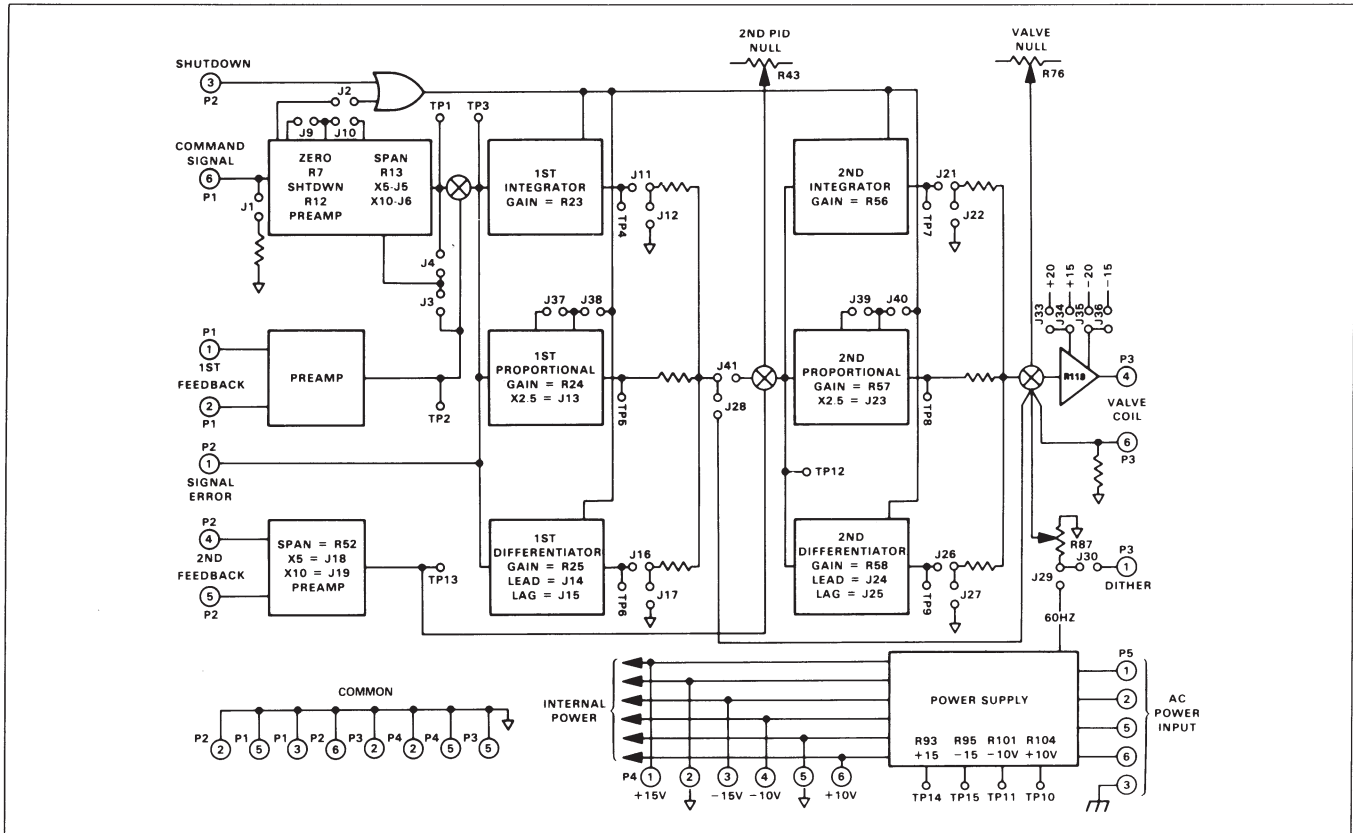 2ND PID
NULL
R43
VALVE
NULL
R76
SHUTDOWN
3
P2
J2
J9
J10
TP1
TP3
COMMAND
SIGNAL
6
P1
J1
ZERO
R7
SHTDWN
R12
PREAMP
SPAN
R13
X5-J5
X10-J6
J4
J3
1ST
INTEGRATOR
GAIN = R23
J11
J12
TP4
2ND
INTEGRATOR
GAIN = R56
J21
J22
TP7
J37
J38
J39
J40
+20
+15
-20
-15
J33
J34
J35
J36
P1
1
1ST
FEEDBACK
2
P1
PREAMP
TP2
1ST
PROPORTIONAL
GAIN = R24
X2.5 = J13
TP5
J41
J28
2ND
PROPORTIONAL
GAIN = R57
X2.5 = J23
TP8
P3
4
VALVE
COIL
6
P3
P2
1
SIGNAL
ERROR
TP12
P2
4
2ND
FEEDBACK
5
P2
SPAN = R52
X5 = J18
X10 = J19
PREAMP
TP13
1ST
DIFFERENTIATOR
GAIN = R25
LEAD = J14
LAG = J15
J16
J17
TP6
2ND
DIFFERENTIATOR
GAIN = R58
LEAD = J24
LAG = J25
J26
J27
TP9
R87
J30
J29
P3
1
DITHER
60HZ
COMMON
P2 2
P1 5
P1 3
P2 6
P3 2
P4 2
P4 5
P3 5
INTERNAL
POWER
P4
1
2
3
4
5
6
+15V
-15V
-10V
+10V
POWER SUPPLY
R93
+15
R95
-15
R101
-10V
R104
+10V
TP14
TP15
TP11
TP10
P5
1
2
5
6
3
AC
POWER
INPUT